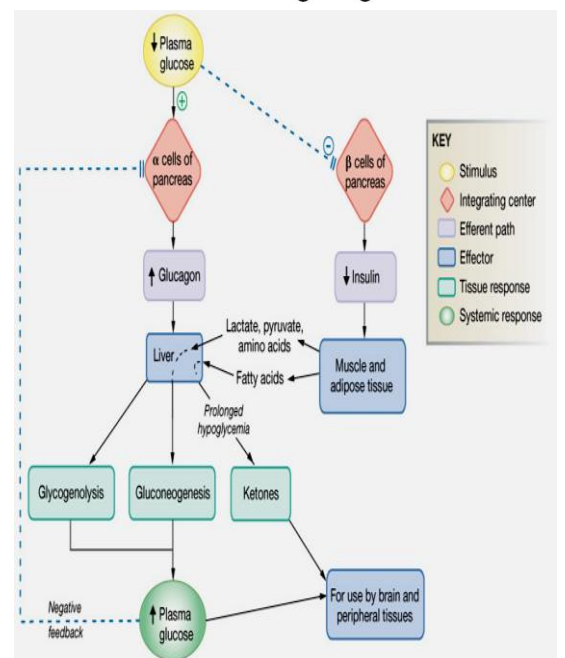 ↓ Plasma
glucose
+
−
α cells of
pancreas
β cells of
pancreas
KEY
Stimulus
Integrating center
Efferent path
Effector
Tissue response
Systemic response
↑ Glucagon
↓ Insulin
Lactate, pyruvate,
amino acids
Liver
Fatty acids
Muscle and
adipose tissue
Prolonged
hypoglycemia
Glycogenolysis
Gluconeogenesis
Ketones
Negative
feedback
↑ Plasma
glucose
For use by brain and
peripheral tissues